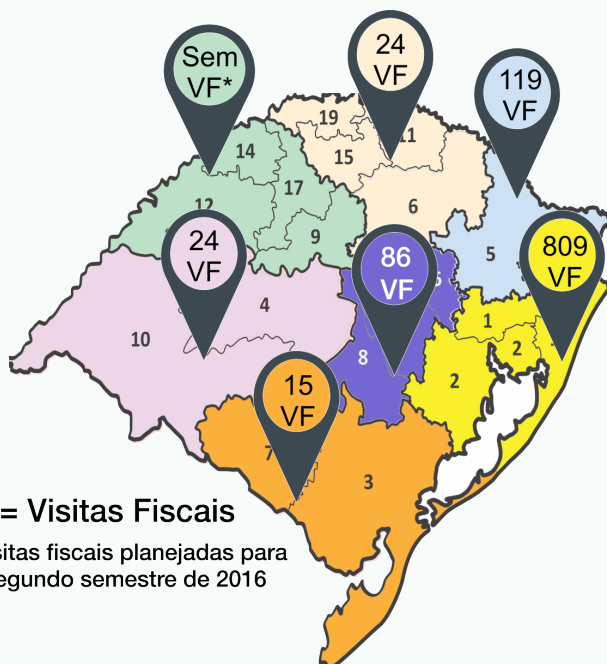 Sem
VF*
24
VF
119
VF
19
11
14
15
17
12
6
9
5
24
VF
86
VF
809
VF
4
10
1
8
2
2
15
VF
7
3
= Visitas Fiscais
sitas fiscais planejadas para
egundo semestre de 2016